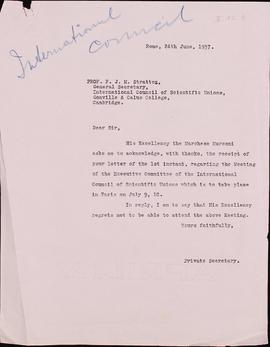 International
Council
Rome, 24th June, 1937.
PROF. F. J. M. Stratton,
General Secretary,
International Council of Scientific Unions,
Gonville & Caius College,
Cambridge.
Dear Sir,
His Excellency the Marchese Marconi
asks me to acknowledge, with thanks, the receipt of
your letter of the 1st instant, regarding the Meeting
of the Executive Committee of the International
Council of Scientific Unions which is to take place
in Paris on July 9, 10.
In reply, I am to say that His Excellency
regrets not to be able to attend the above Meeting.
Yours faithfully,
Private Secretary.